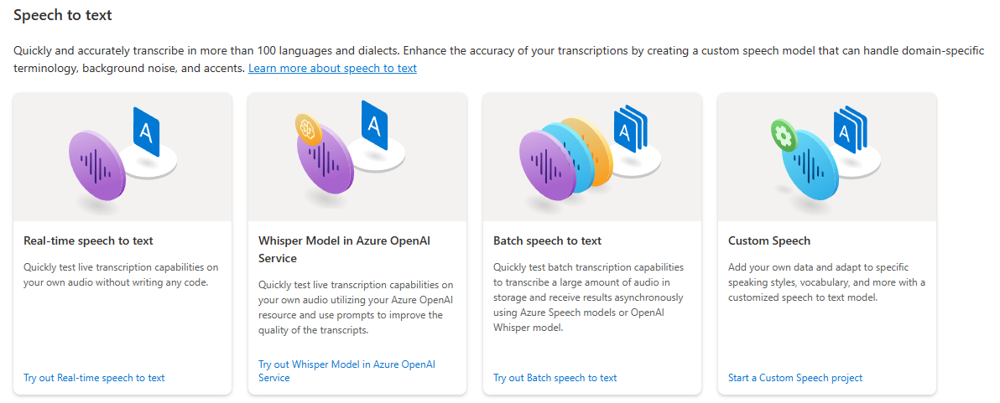 Speech to text
Quickly and accurately transcribe in more than 100 languages and dialects. Enhance the accuracy of your transcriptions by creating a custom speech model that can handle domain-specific
terminology, background noise, and accents. Learn more about speech to text
A
A
A
A
Real-time speech to text
Quickly test live transcription capabilities on
your own audio without writing any code.
Try out Real-time speech to text
Whisper Model in Azure OpenAI
Service
Quickly test live transcription capabilities on
your own audio utilizing your Azure OpenAI
resource and use prompts to improve the
quality of the transcripts.
Try out Whisper Model in Azure OpenAI
Service
Batch speech to text
Quickly test batch transcription capabilities
to transcribe a large amount of audio in
storage and receive results asynchronously
using Azure Speech models or OpenAI
Whisper model.
Try out Batch speech to text
Custom Speech
Add your own data and adapt to specific
speaking styles, vocabulary, and more with a
customized speech to text model.
Start a Custom Speech project